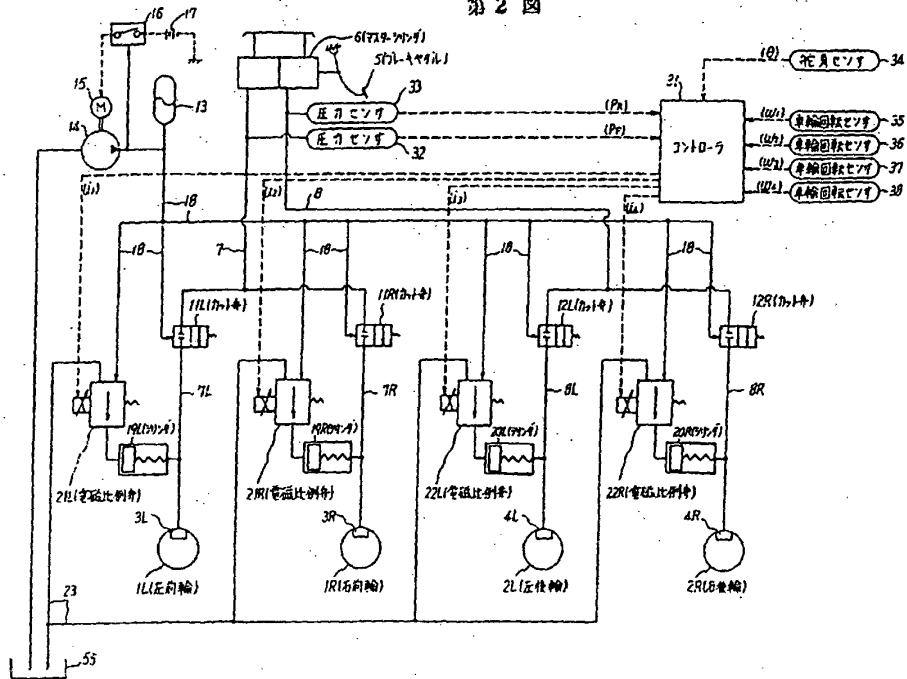 第2図
16
17
6(マスターシリンダ)
5(ブレーキペダル)
15
M
14
13
33
圧力センサ
(PR)
圧力センサ
(PF)
32
31
コントローラ
(θ)
舵角センサ
34
(ω1)
車輪回転センサ
35
(ω2)
車輪回転センサ
36
(ω3)
車輪回転センサ
37
(ω4)
車輪回転センサ
38
(i1)
18
(i2)
8
(i3)
(i4)
18
7
18
18
18
11L(カット弁)
11R(カット弁)
12L(カット弁)
12R(カット弁)
7L
7R
8L
8R
19L(シリンダ)
19R(シリンダ)
20L(シリンダ)
20R(シリンダ)
21L(電磁比例弁)
21R(電磁比例弁)
22L(電磁比例弁)
22R(電磁比例弁)
3L
3R
4L
4R
1L(左前輪)
1R(右前輪)
2L(左後輪)
2R(右後輪)
23
55